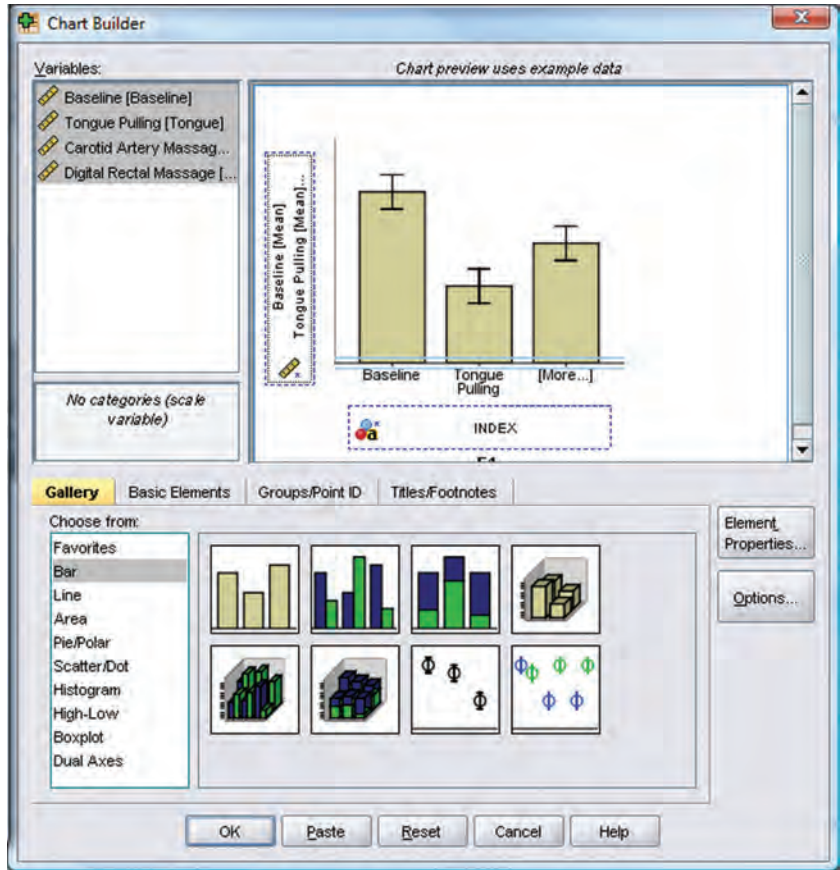 Chart Builder
Variables:
Chart preview uses example data
Baseline [Baseline]
Tongue Pulling [Tongue]
Carotid Artery Massag...
Digital Rectal Massage [...
No categories (scale
variable)
Baseline [Mean]
Tongue Pulling [Mean]...
Baseline
Tongue
Pulling
[More...]
a
INDEX
Gallery
Basic Elements
Groups/Point ID
Titles/Footnotes
Choose from:
Favorites
Bar
Line
Area
Pie/Polar
Scatter/Dot
Histogram
High-Low
Boxplot
Dual Axes
Element
Properties...
Options...
OK
Paste
Reset
Cancel
Help